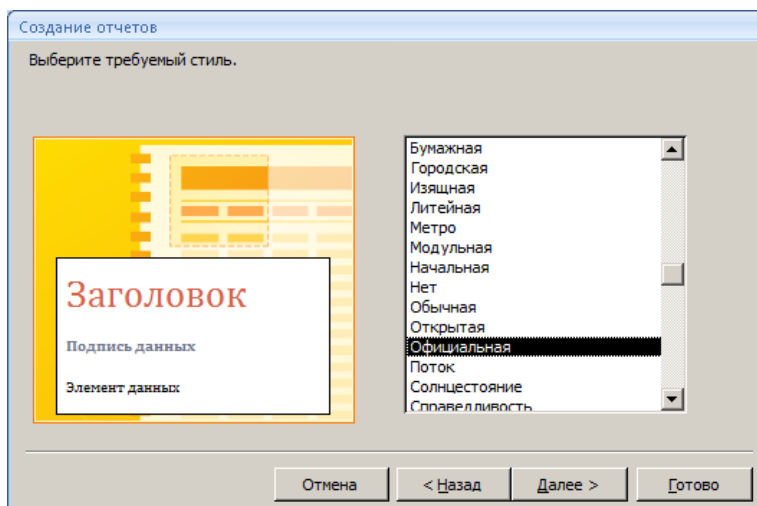 Создание отчетов
Выберите требуемый стиль.
Заголовок
Подпись данных
Элемент данных
Бумажная
Городская
Изящная
Литейная
Метро
Модульная
Начальная
Нет
Обычная
Открытая
Официальная
Поток
Солнцестояние
Справедливость
Отмена
< Назад
Далее >
Готово